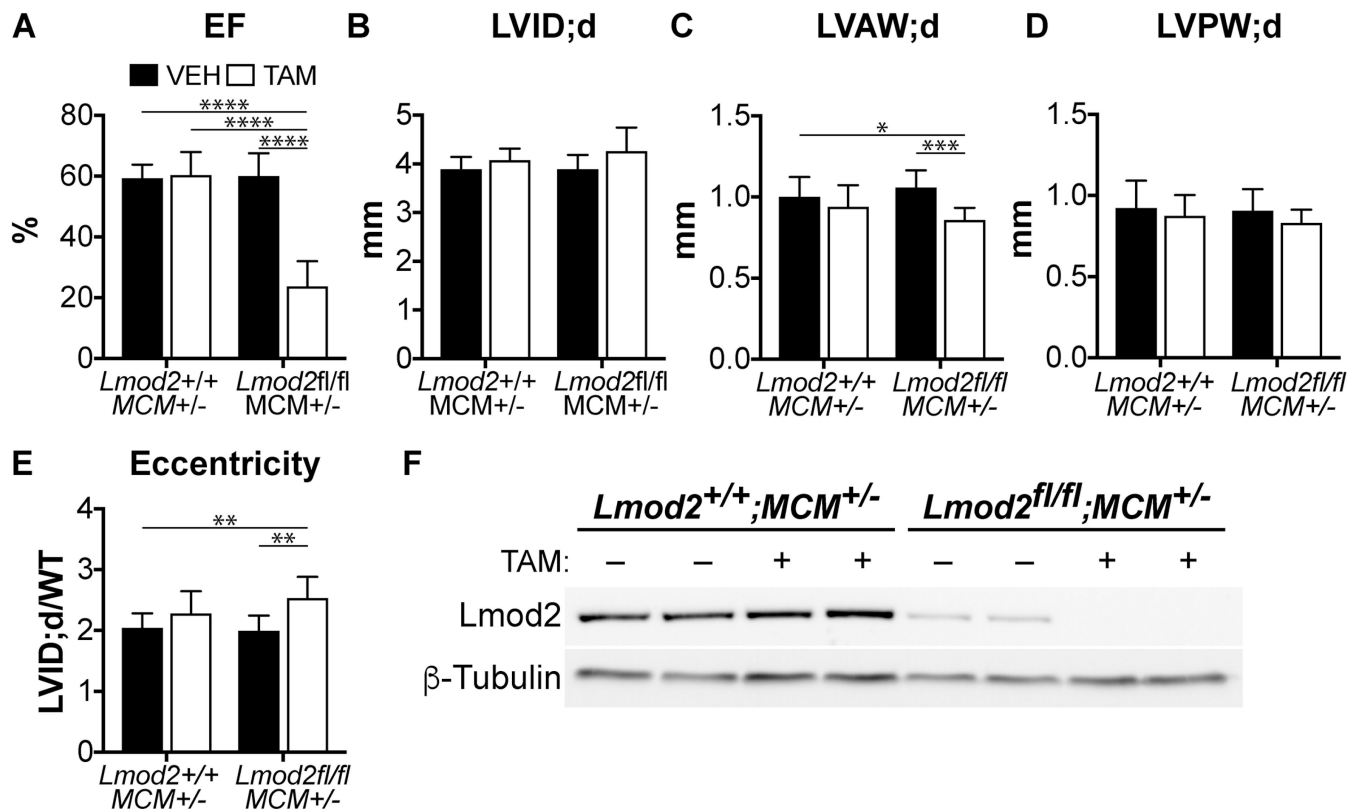 A EF
VEH TAM
**** 
****
****
80
60
40
20
0
%
Lmod2+/+ Lmod2fl/fl
MCM+/- MCM+/-
B LVID;d
5
4
3
2
1
0
mm
Lmod2+/+ Lmod2fl/fl
MCM+/- MCM+/-
C LVAW;d
*
***
1.5
1.0
0.5
0.0
mm
Lmod2+/+ Lmod2fl/fl
MCM+/- MCM+/-
D LVPW;d
1.5
1.0
0.5
0.0
mm
Lmod2+/+ Lmod2fl/fl
MCM+/- MCM+/-
E Eccentricity
**
**
4
3
2
1
0
LVID;d/WT
Lmod2+/+ Lmod2fl/fl
MCM+/- MCM+/-
F
Lmod2+/+;MCM+/- Lmod2fl/fl;MCM+/-
TAM: – – + + – – + +
Lmod2
β-Tubulin